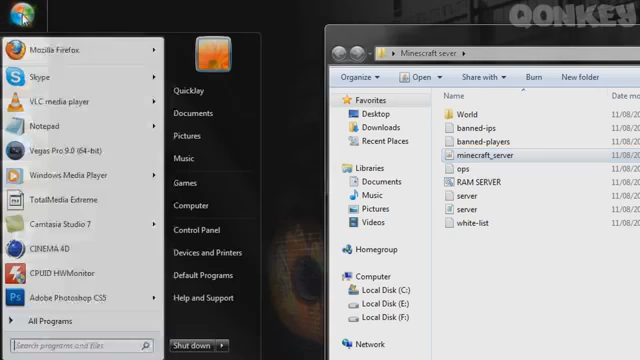 QONKEY
Mozilla Firefox
Skype
VLC media player
Notepad
Vegas Pro 9.0 (64-bit)
Windows Media Player
TotalMedia Extreme
Camtasia Studio 7
CINEMA 4D
CPUID HWMonitor
Adobe Photoshop CS5
All Programs
Search programs and files
Quicklay
Documents
Pictures
Music
Games
Computer
Control Panel
Devices and Printers
Default Programs
Help and Support
Shut down
Minescraft sever
Organize
Open
Share with
Burn
New folder
Favorites
Desktop
Downloads
Recent Places
Libraries
Documents
Music
Pictures
Videos
Homegroup
Computer
Local Disk (C:)
Local Disk (E:)
Local Disk (F:)
Network
Name
Date mo
World
11/08/20
banned-ips
11/08/20
banned-players
11/08/20
minecraft_server
11/08/20
ops
11/08/20
RAM SERVER
11/08/20
server
11/08/20
server
11/08/20
white-list
11/08/20